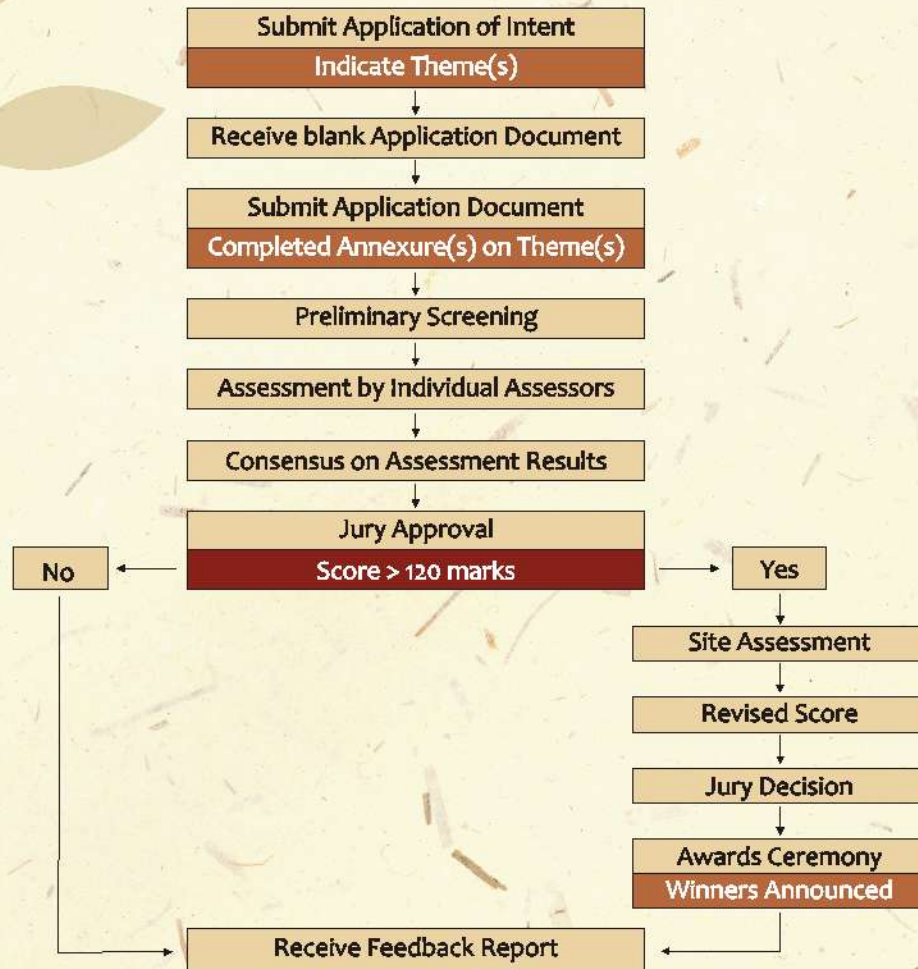 Submit Application of Intent
Indicate Theme(s)
Receive blank Application Document
Submit Application Document
Completed Annexure(s) on Theme(s)
Preliminary Screening
Assessment by Individual Assessors
Consensus on Assessment Results
Jury Approval
Score > 120 marks
No
Yes
Site Assessment
Revised Score
Jury Decision
Awards Ceremony
Winners Announced
Receive Feedback Report